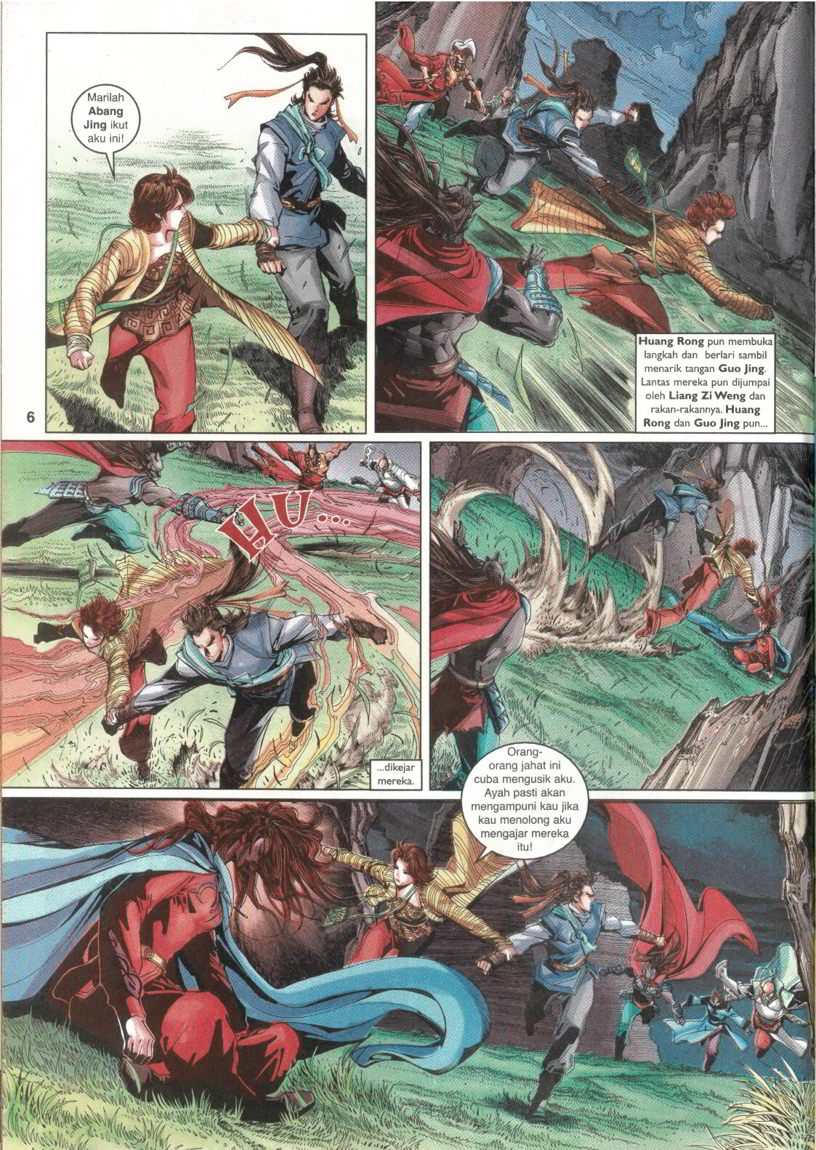 Marilah
Abang
Jing ikut
aku ini!
Huang Rong pun membuka
langkah dan berlari sambil
menarik tangan Guo Jing.
Lantas mereka pun dijumpai
oleh Liang Zi Weng dan
rakan-rakannya. Huang
Rong dan Guo Jing pun...
6
HU...
...dikejar
mereka.
Orang-
orang jahat ini
cuba mengusik aku.
Ayah pasti akan
mengampuni kau jika
kau menolong aku
mengajar mereka
itu!